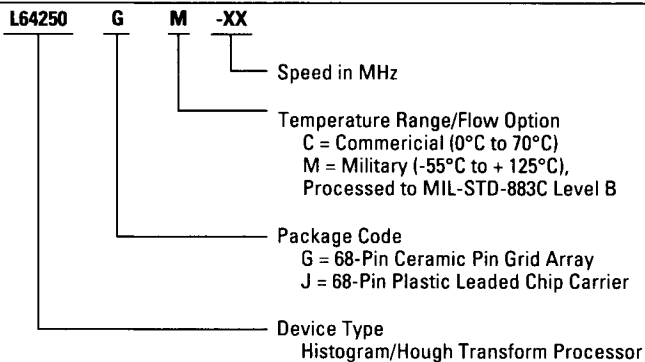 L64250 G M -XX
Speed in MHz
Temperature Range/Flow Option
C = Commericial (0°C to 70°C)
M = Military (-55°C to + 125°C),
Processed to MIL-STD-883C Level B
Package Code
G = 68-Pin Ceramic Pin Grid Array
J = 68-Pin Plastic Leaded Chip Carrier
Device Type
Histogram/Hough Transform Processor